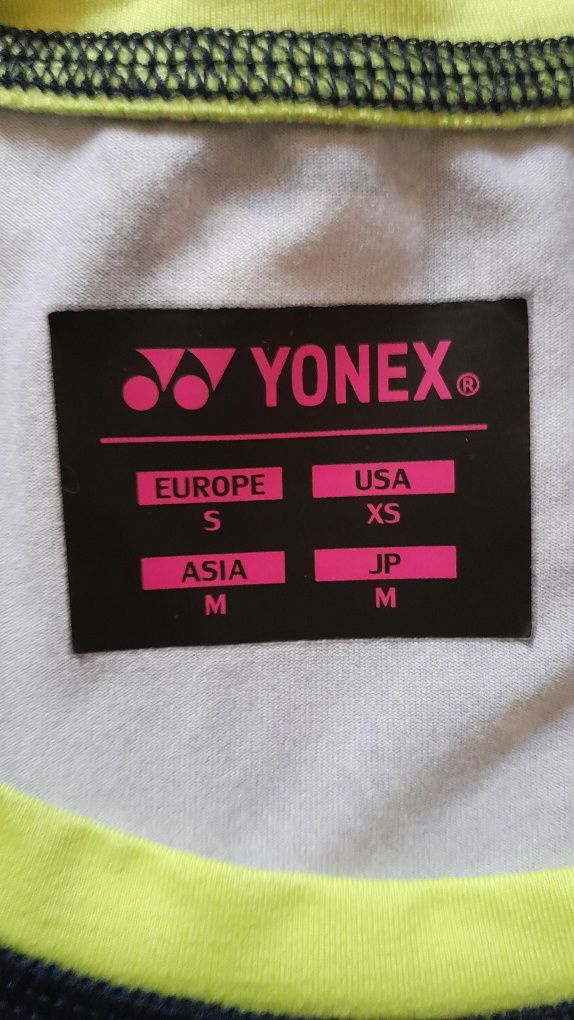 YONEX®
EUROPE USA
S XS
ASIA JP
M M